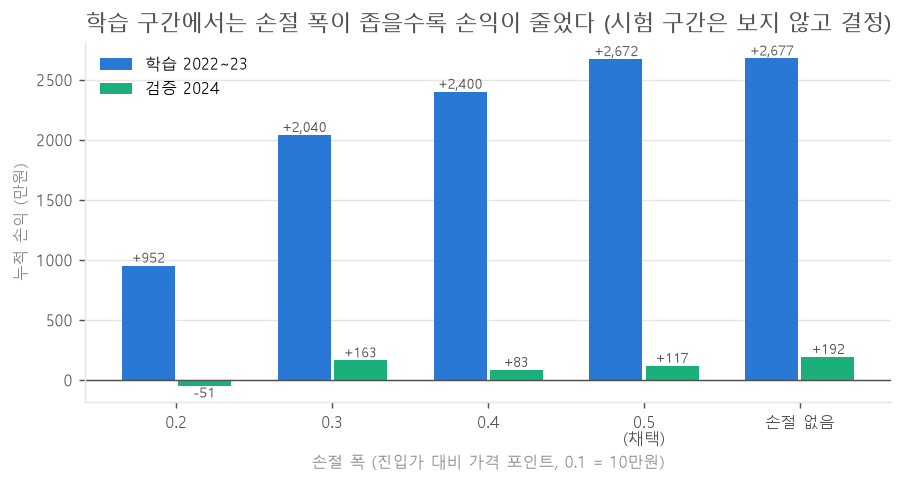 학습 구간에서는 손절 폭이 좁을수록 손익이 줄었다 (시험 구간은 보지 않고 결정)
학습 2022~23
검증 2024
누적 손익 (만원)
2500
2000
1500
1000
500
0
+952
-51
+2,040
+163
+2,400
+83
+2,672
+117
+2,677
+192
0.2
0.3
0.4
0.5
(채택)
손절 없음
손절 폭 (진입가 대비 가격 포인트, 0.1 = 10만원)